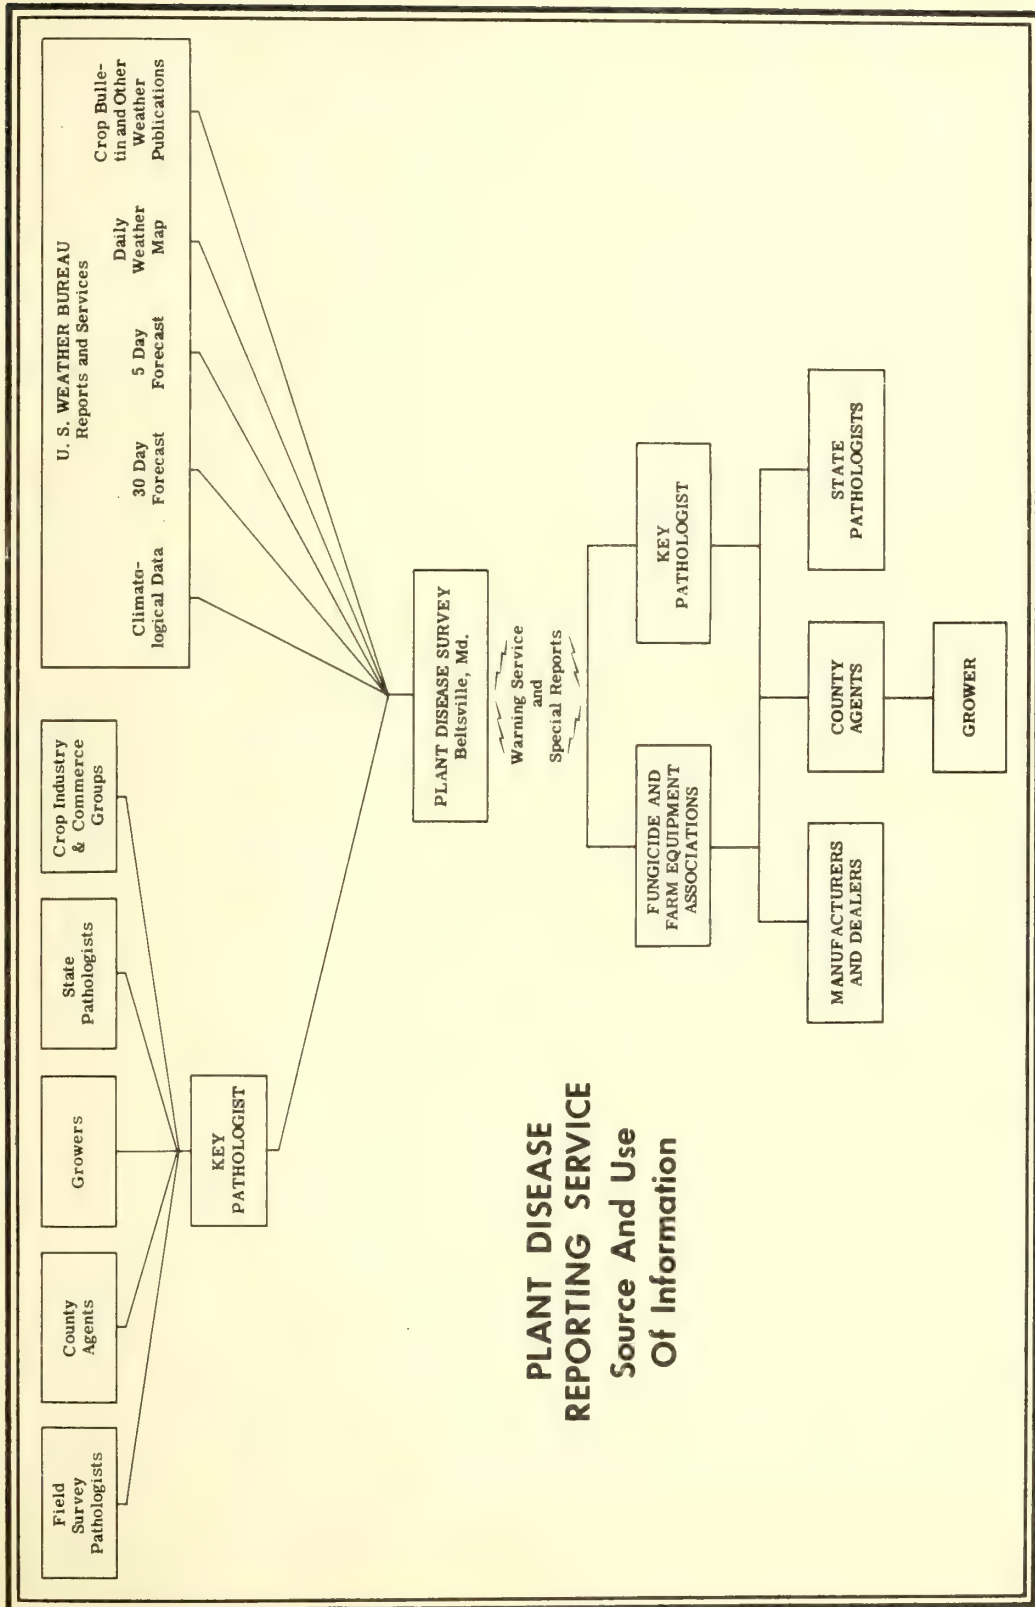 Field
Survey
Pathologists
County
Agents
Growers
State
Pathologists
Crop Industry
& Commerce
Groups
U. S. WEATHER BUREAU
Reports and Services
Climato-
logical Data
30 Day
Forecast
5 Day
Forecast
Daily
Weather
Map
Crop Bulle-
tin and Other
Weather
Publications
KEY
PATHOLOGIST
PLANT DISEASE SURVEY
Beltsville, Md.
Warning Service
and
Special Reports
PLANT DISEASE
REPORTING SERVICE
Source And Use
Of Information
FUNGICIDE AND
FARM EQUIPMENT
ASSOCIATIONS
KEY
PATHOLOGIST
MANUFACTURERS
AND DEALERS
COUNTY
AGENTS
STATE
PATHOLOGISTS
GROWER